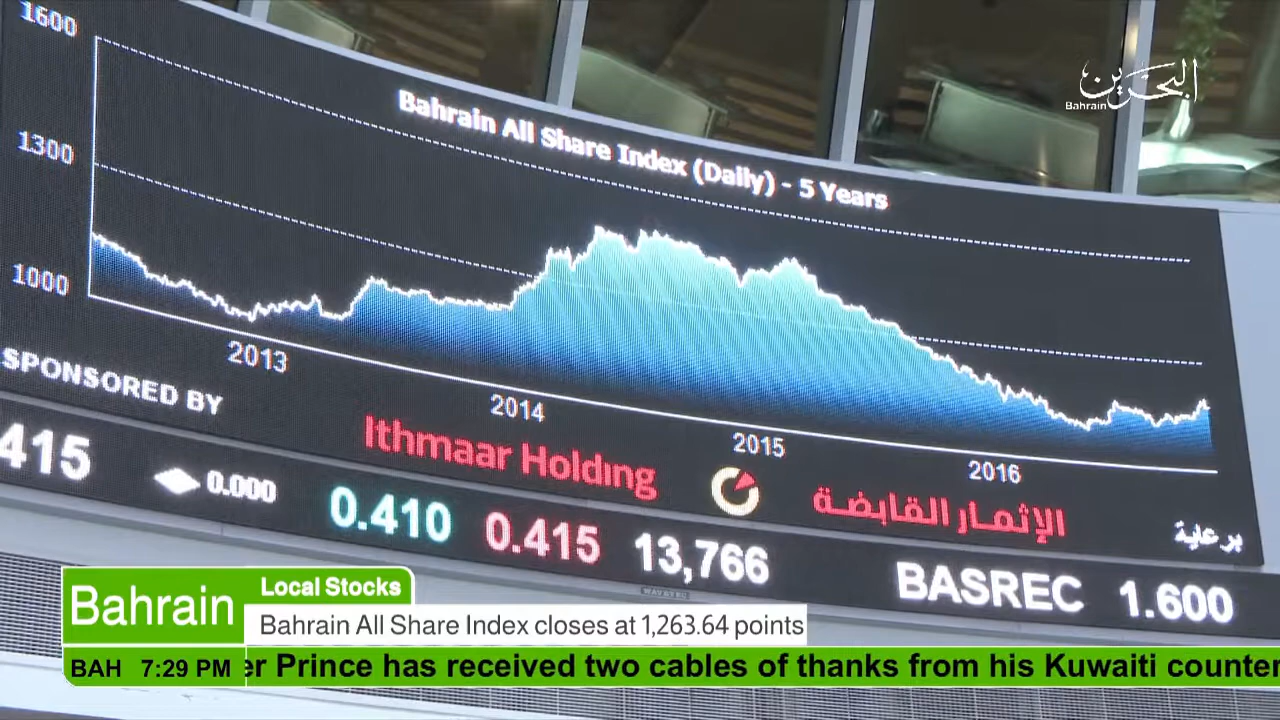 1600
البحرين
Bahrain
Bahrain All Share Index (Daily) - 5 Years
1300
1000
2013
2014
2015
2016
SPONSORED BY
Ithmaar Holding
الإثمار القابضة
برعاية
415
0.000
0.410
0.415
13,766
BASREC
1.600
WAVATEC
Bahrain
Local Stocks
Bahrain All Share Index closes at 1,263.64 points
BAH 7:29 PM
er Prince has received two cables of thanks from his Kuwaiti counter